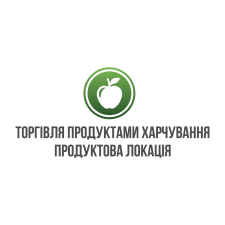 ТОРГІВЛЯ ПРОДУКТАМИ ХАРЧУВАННЯ
ПРОДУКТОВА ЛОКАЦІЯ